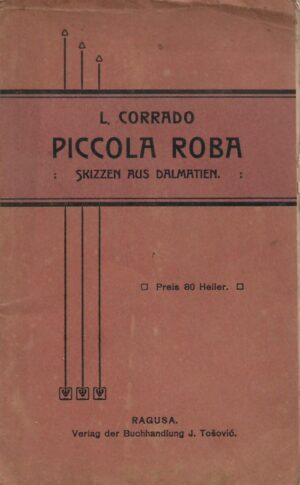 L. CORRADO
PICCOLA ROBA
: SKIZZEN AUS DALMATIEN. :
□ Preis 80 Heller. □
RAGUSA.
Verlag der Buchhandlung J. Tošović.